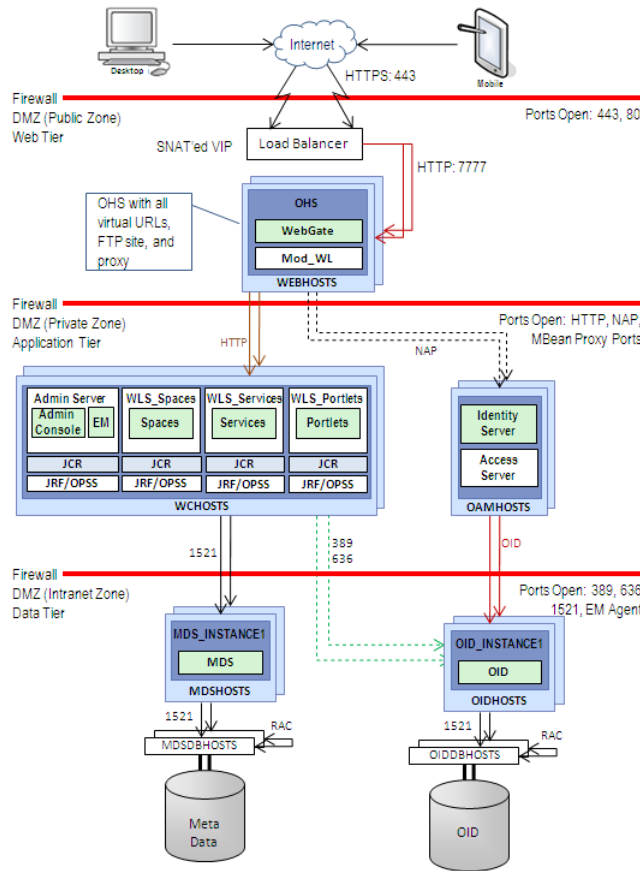 Internet
Desktop
Mobile
HTTPS: 443
Firewall
DMZ (Public Zone)
Web Tier
Ports Open: 443, 80
SNAT'ed VIP
Load Balancer
HTTP: 7777
OHS with all
virtual URLs,
FTP site, and
proxy
OHS
WebGate
Mod_WL
WEBHOSTS
Firewall
DMZ (Private Zone)
Application Tier
Ports Open: HTTP, NAP,
MBean Proxy Ports
HTTP
NAP
Admin Server
Admin
Console
EM
JCR
JRF/OPSS
WLS_Spaces
Spaces
JCR
JRF/OPSS
WLS_Services
Services
JCR
JRF/OPSS
WLS_Portlets
Portlets
JCR
JRF/OPSS
WCHOSTS
Identity
Server
Access
Server
OAMHOSTS
1521
389
636
OID
Firewall
DMZ (Intranet Zone)
Data Tier
Ports Open: 389, 636
1521, EM Agent
MDS_INSTANCE1
MDS
MDSHOSTS
OID_INSTANCE1
OID
OIDHOSTS
1521
RAC
MDSDBHOSTS
1521
RAC
OIDDBHOSTS
Meta
Data
OID